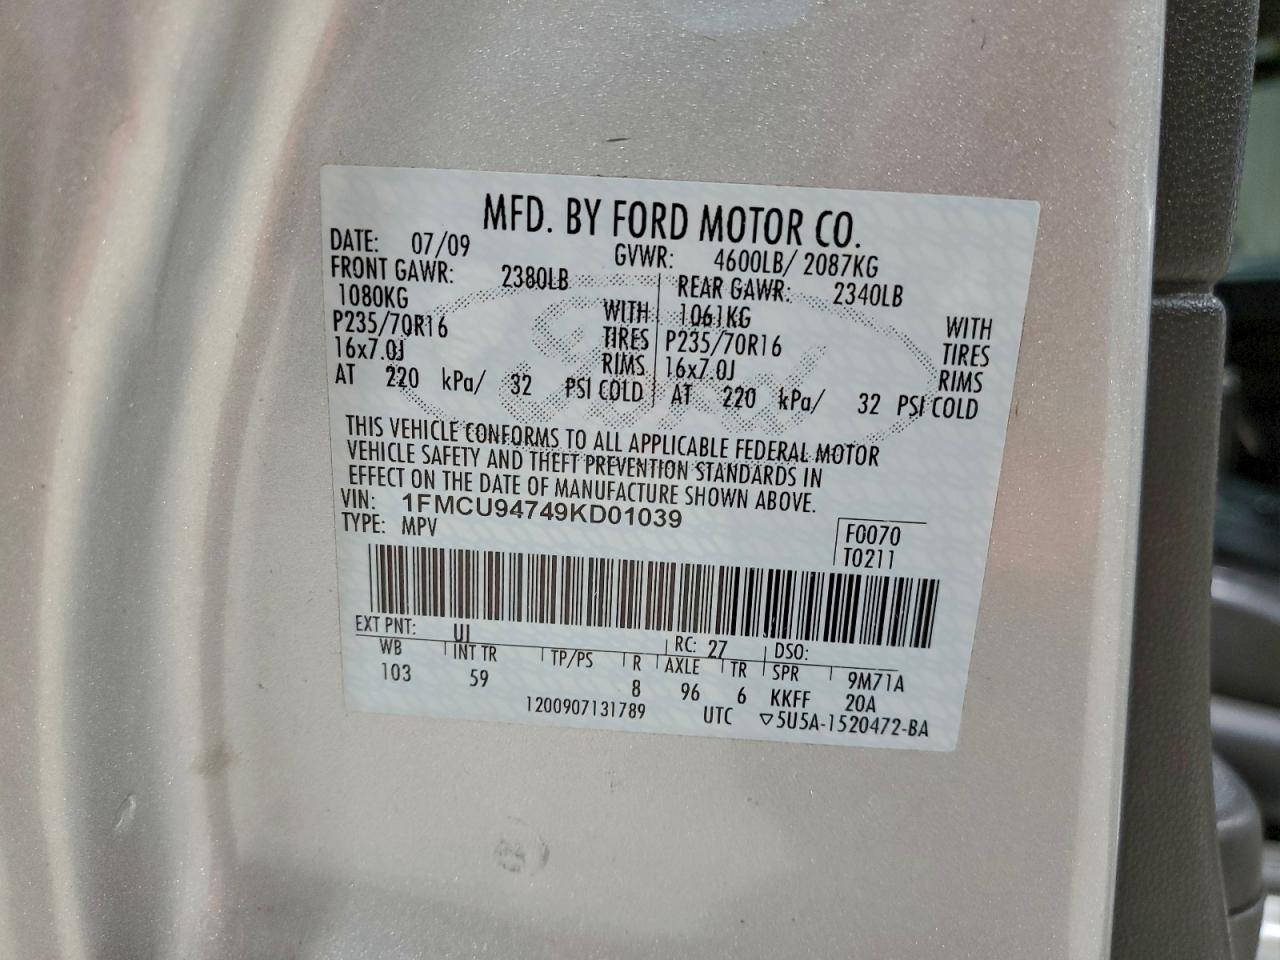 MFD. BY FORD MOTOR CO.
DATE: 07/09 GVWR: 4600LB/ 2087KG
FRONT GAWR: 2380LB REAR GAWR: 2340LB
1080KG WITH 1061KG WITH
P235/70R16 TIRES P235/70R16 TIRES
16x7.0J RIMS 16x7.0J RIMS
AT 220 kPa/ 32 PSI COLD AT 220 kPa/ 32 PSI COLD
THIS VEHICLE CONFORMS TO ALL APPLICABLE FEDERAL MOTOR
VEHICLE SAFETY AND THEFT PREVENTION STANDARDS IN
EFFECT ON THE DATE OF MANUFACTURE SHOWN ABOVE.
VIN: 1FMCU94749KD01039
TYPE: MPV
F0070
T0211
EXT PNT: UJ RC: 27 DSO:
WB INT TR TP/PS R AXLE TR SPR 9M71A
103 59 8 96 6 KKFF 20A
1200907131789 UTC ▽5U5A-1520472-BA